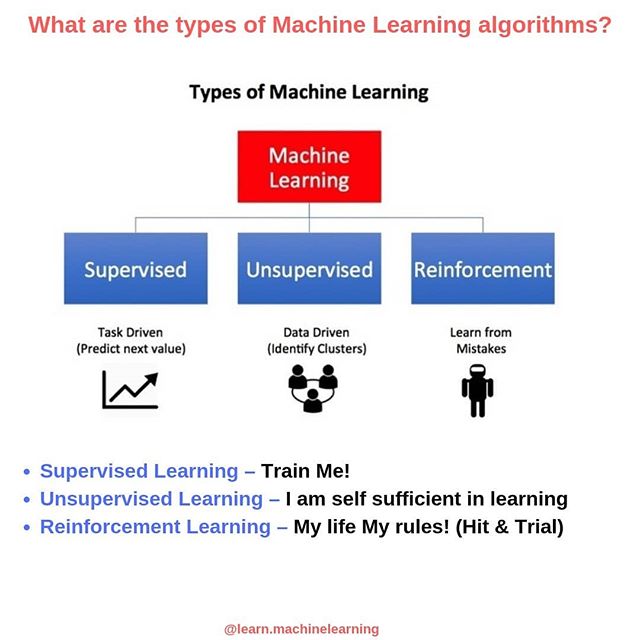 What are the types of Machine Learning algorithms?
Types of Machine Learning
Machine
Learning
Supervised
Unsupervised
Reinforcement
Task Driven
(Predict next value)
Data Driven
(Identify Clusters)
Learn from
Mistakes
• Supervised Learning – Train Me!
• Unsupervised Learning – I am self sufficient in learning
• Reinforcement Learning – My life My rules! (Hit & Trial)
@learn.machinelearning